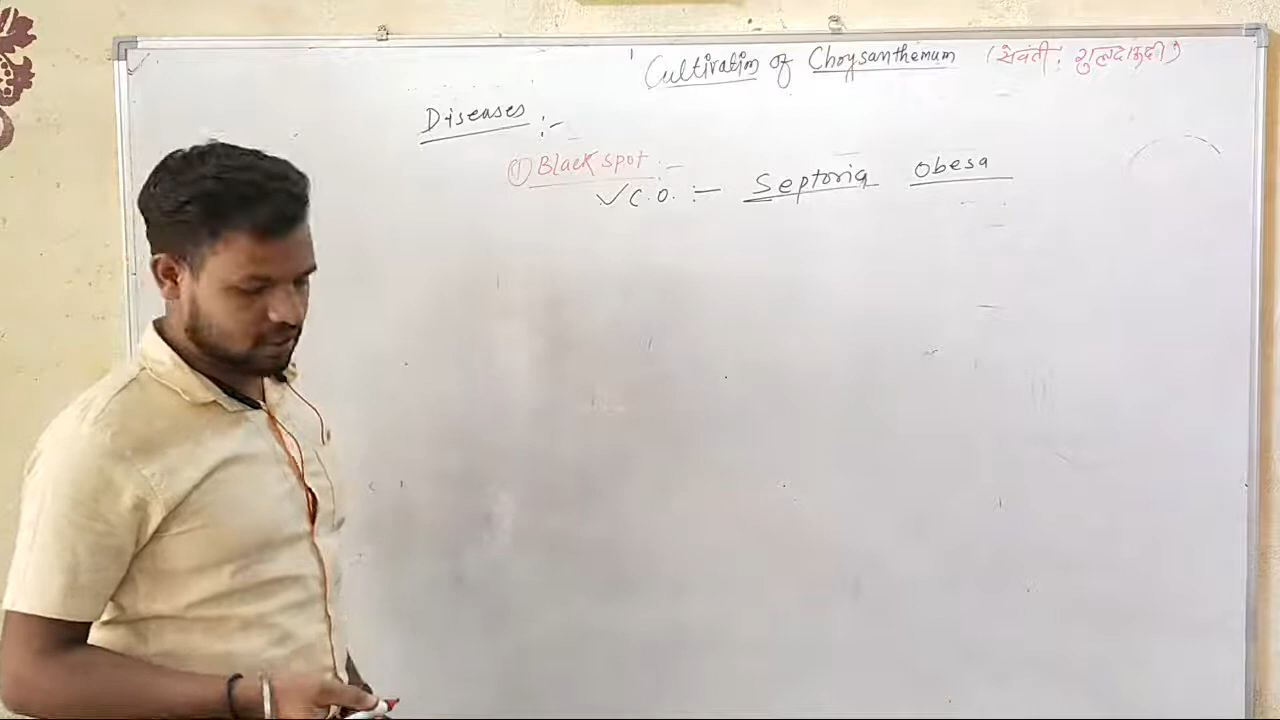 Cultivation of Chrysanthemum (सेवंती, गुलदाऊदी)
Diseases :-
① Black spot :-
✓ C.O. :- Septoria Obesa